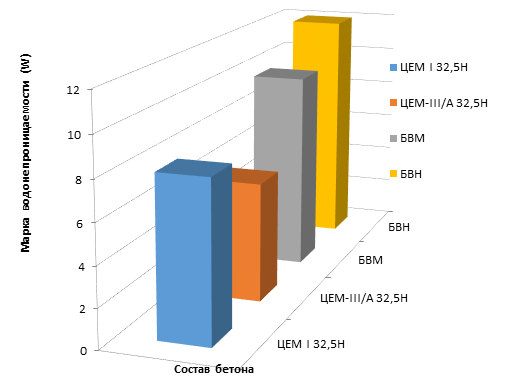 Марка водонепроницаемости (W)
12
10
8
6
4
2
0
ЦЕМ I 32,5Н
ЦЕМ-III/А 32,5Н
БВМ
БВН
БВН
БВМ
ЦЕМ-III/А 32,5Н
ЦЕМ I 32,5Н
Состав бетона